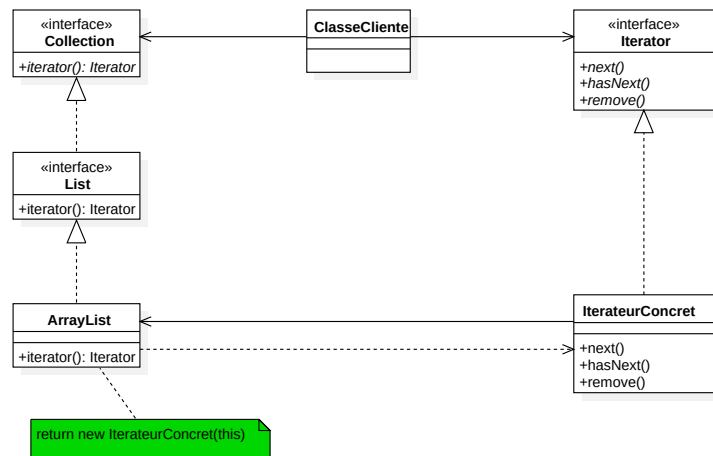 «interface»
Collection
+iterator(): Iterator
ClasseCliente
«interface»
Iterator
+next()
+hasNext()
+remove()
«interface»
List
+iterator(): Iterator
ArrayList
+iterator(): Iterator
IterateurConcret
+next()
+hasNext()
+remove()
return new IterateurConcret(this)